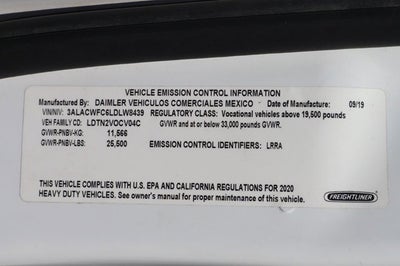 VEHICLE EMISSION CONTROL INFORMATION
Manufactured By: DAIMLER VEHICULOS COMERCIALES MEXICO Date of Manufacture: 09/19
VIN/NIV: 3ALACWFC6LDLW8439 REGULATORY CLASS: Vocational vehicles above 19,500 pounds
VEH FAMILY CD: LDTN2VOCV04C GVWR and at or below 33,000 pounds GVWR.
GVWR-PNBV-KG: 11,566
GVWR-PNBV-LBS: 25,500 EMISSION CONTROL IDENTIFIERS: LRRA
THIS VEHICLE COMPLIES WITH U.S. EPA AND CALIFORNIA REGULATIONS FOR 2020
HEAVY DUTY VEHICLES. See owner's manual for proper maintenance of this vehicle.
FREIGHTLINER